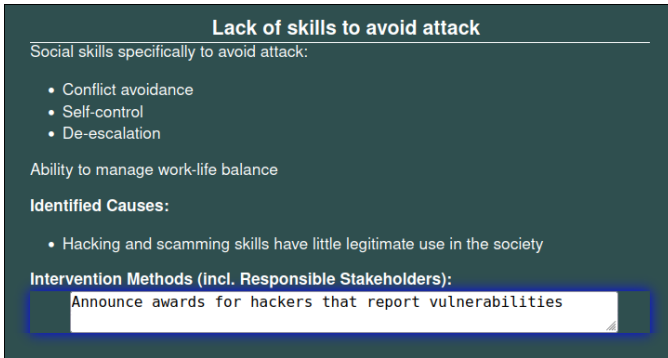 Lack of skills to avoid attack
Social skills specifically to avoid attack:
• Conflict avoidance
• Self-control
• De-escalation
Ability to manage work-life balance
Identified Causes:
• Hacking and scamming skills have little legitimate use in the society
Intervention Methods (incl. Responsible Stakeholders):
Announce awards for hackers that report vulnerabilities